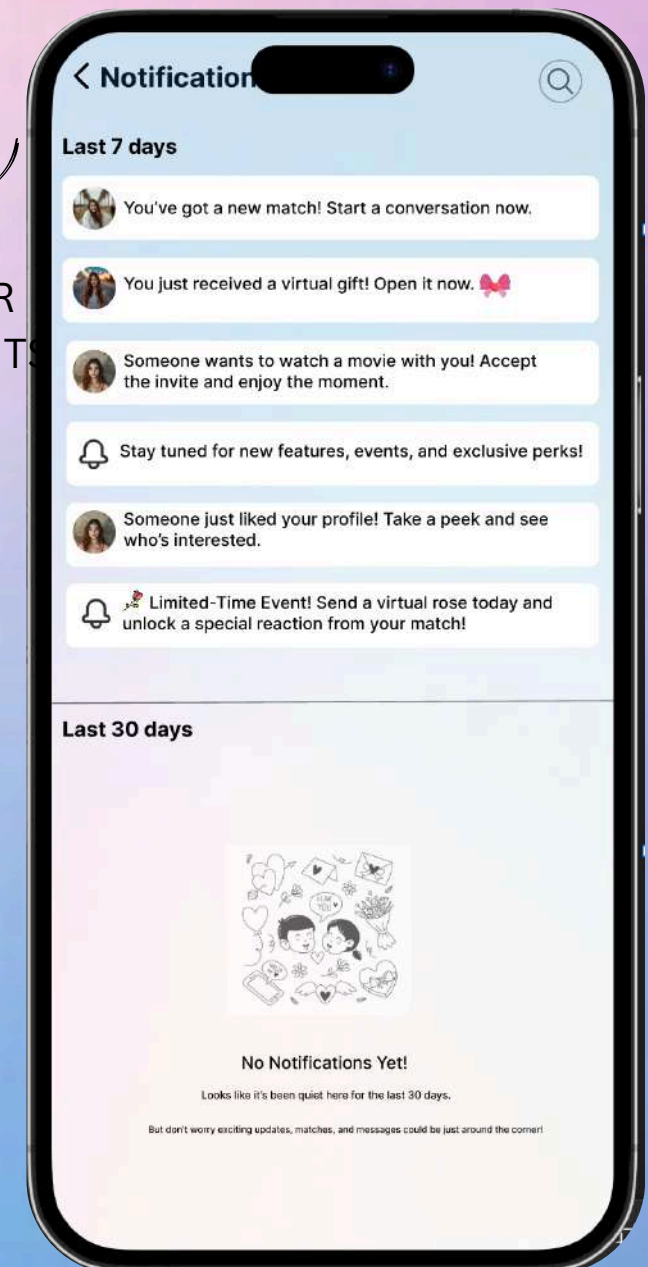 Notification
Last 7 days
You've got a new match! Start a conversation now.
R
You just received a virtual gift! Open it now.
TS
Someone wants to watch a movie with you! Accept
the invite and enjoy the moment.
Stay tuned for new features, events, and exclusive perks!
Someone just liked your profile! Take a peek and see
who's interested.
Limited-Time Event! Send a virtual rose today and
unlock a special reaction from your match!
Last 30 days
No Notifications Yet!
Looks like it's been quiet here for the last 30 days.
But don't worry exciting updates, matches, and messages could be just around the corner!